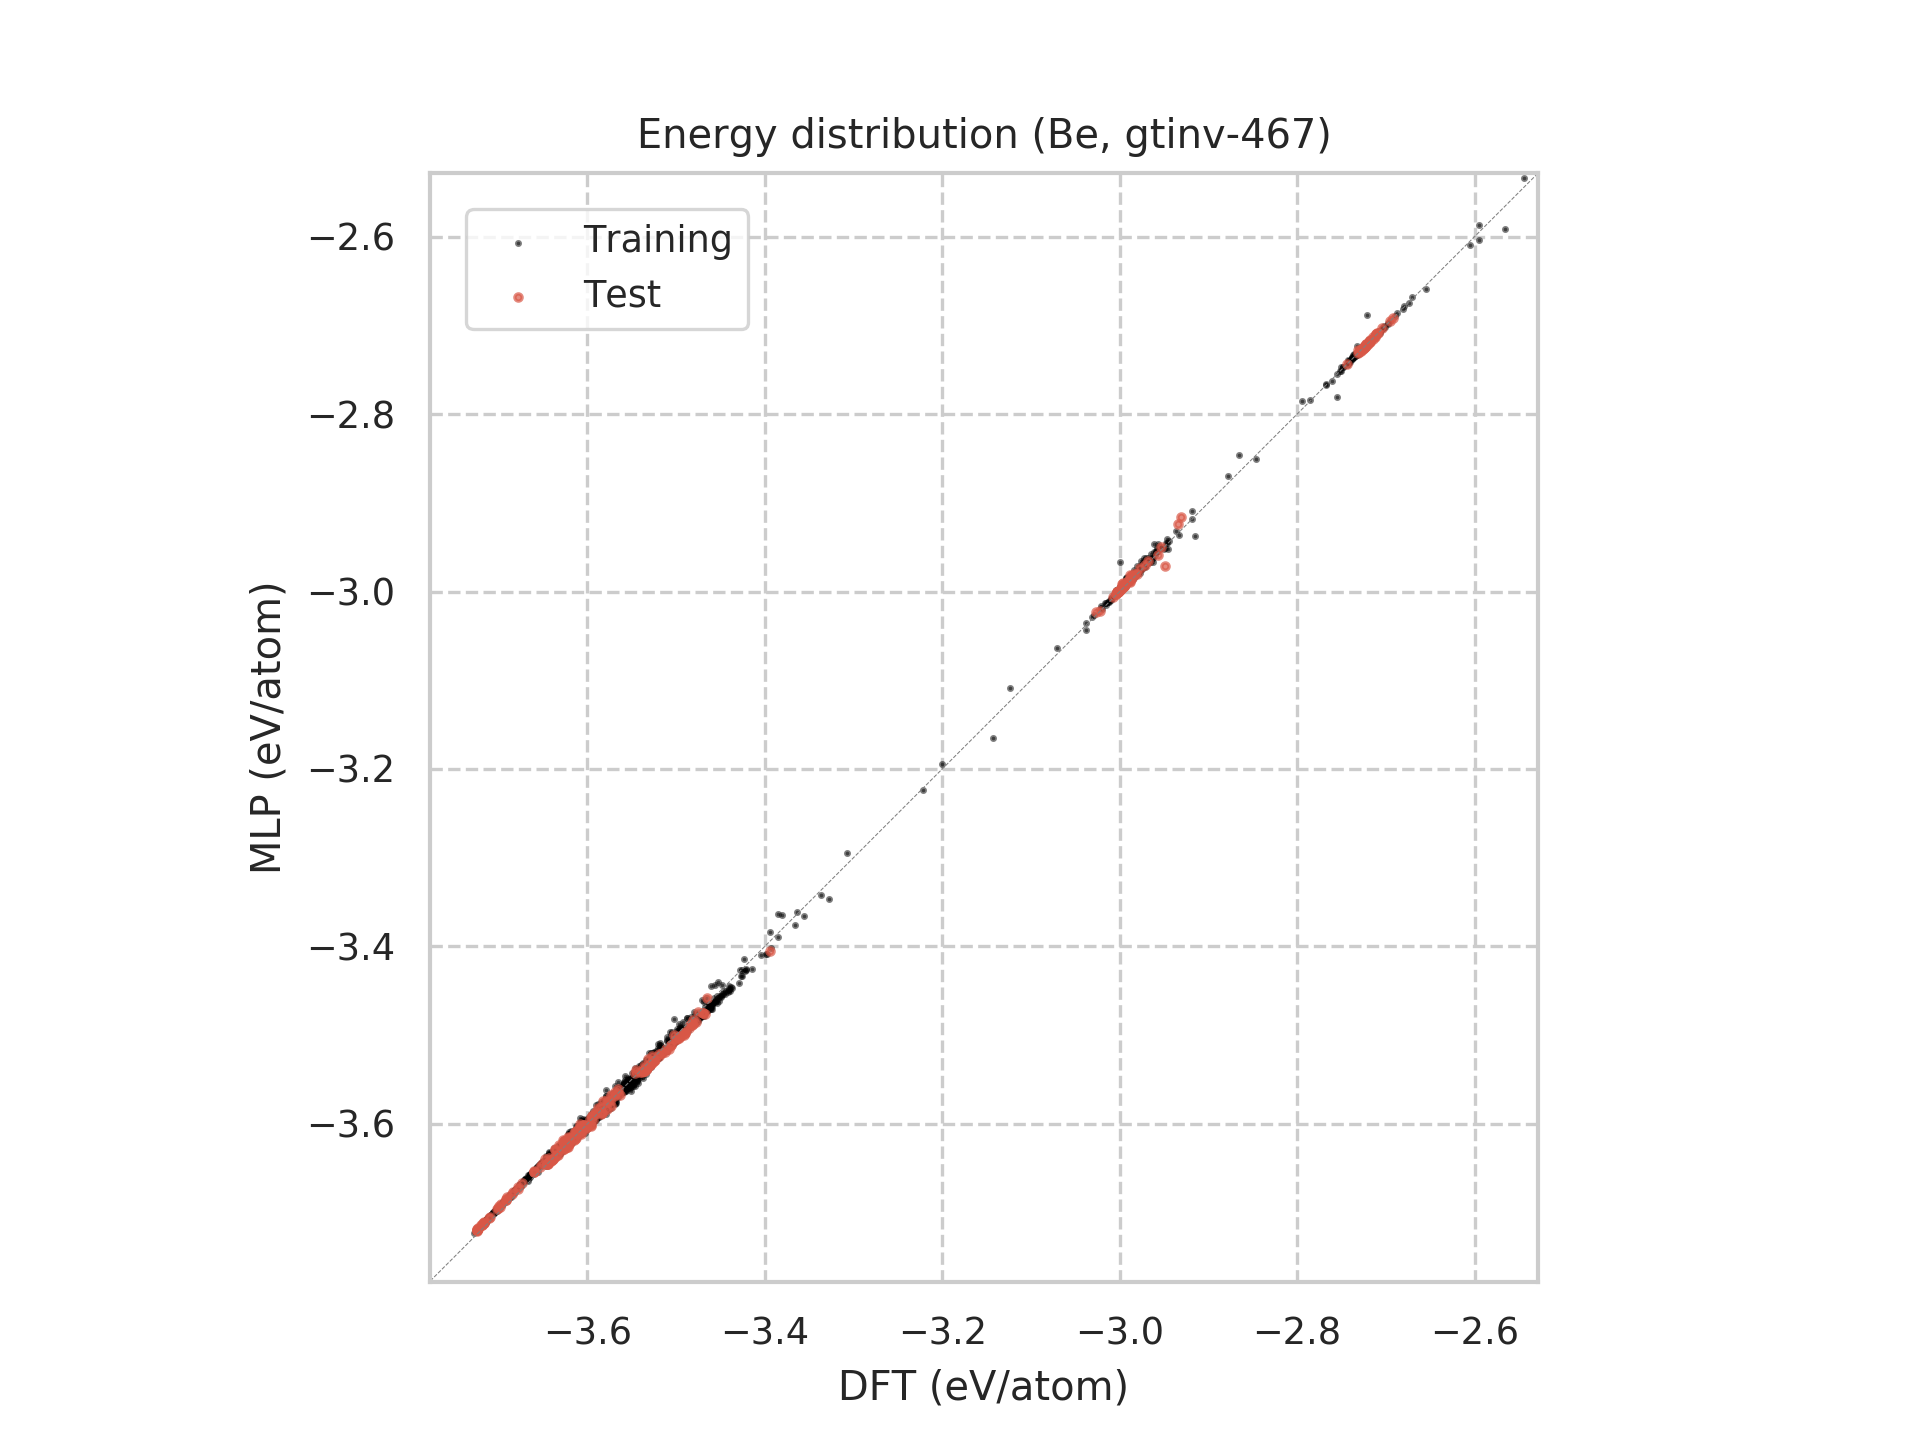 Energy distribution (Be, gtinv-467)
Training
Test
−2.6
−2.8
−3.0
−3.2
−3.4
−3.6
MLP (eV/atom)
−3.6 −3.4 −3.2 −3.0 −2.8 −2.6
DFT (eV/atom)